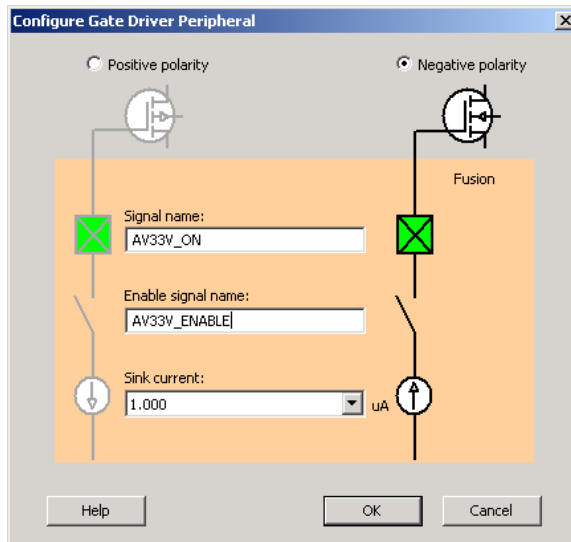 Configure Gate Driver Peripheral
Positive polarity
Negative polarity
Fusion
Signal name:
AV33V_ON
Enable signal name:
AV33V_ENABLE
Sink current:
1.000
uA
Help
OK
Cancel